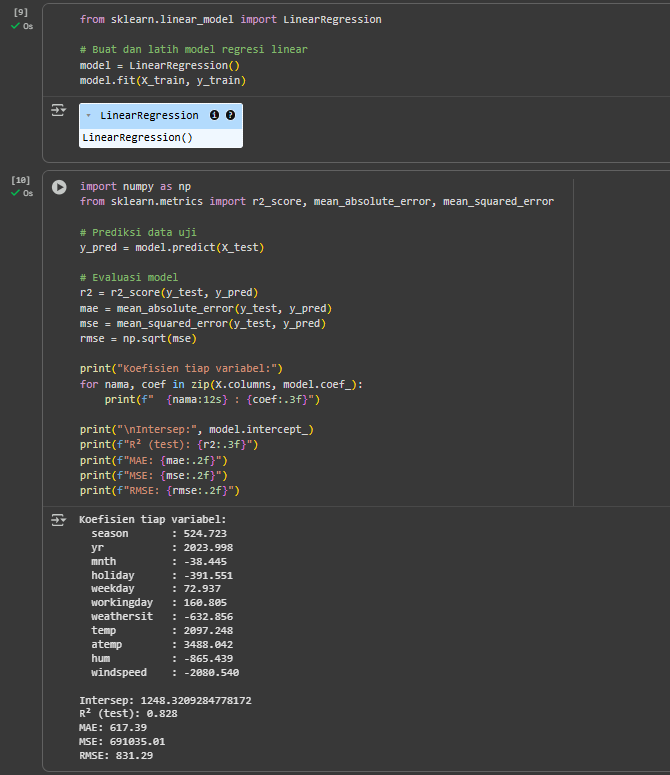 [9]
0s
from sklearn.linear_model import LinearRegression
# Buat dan latih model regresi linear
model = LinearRegression()
model.fit(X_train, y_train)
LinearRegression i ?
LinearRegression()
[10]
0s
import numpy as np
from sklearn.metrics import r2_score, mean_absolute_error, mean_squared_error
# Prediksi data uji
y_pred = model.predict(X_test)
# Evaluasi model
r2 = r2_score(y_test, y_pred)
mae = mean_absolute_error(y_test, y_pred)
mse = mean_squared_error(y_test, y_pred)
rmse = np.sqrt(mse)
print("Koefisien tiap variabel:")
for nama, coef in zip(X.columns, model.coef_):
    print(f"  {nama:12s} : {coef:.3f}")
print("\nIntersep:", model.intercept_)
print(f"R² (test): {r2:.3f}")
print(f"MAE: {mae:.2f}")
print(f"MSE: {mse:.2f}")
print(f"RMSE: {rmse:.2f}")
Koefisien tiap variabel:
  season       : 524.723
  yr           : 2023.998
  mnth         : -38.445
  holiday      : -391.551
  weekday      : 72.937
  workingday   : 160.805
  weathersit   : -632.856
  temp         : 2097.248
  atemp        : 3488.042
  hum          : -865.439
  windspeed    : -2080.540
Intersep: 1248.3209284778172
R² (test): 0.828
MAE: 617.39
MSE: 691035.01
RMSE: 831.29